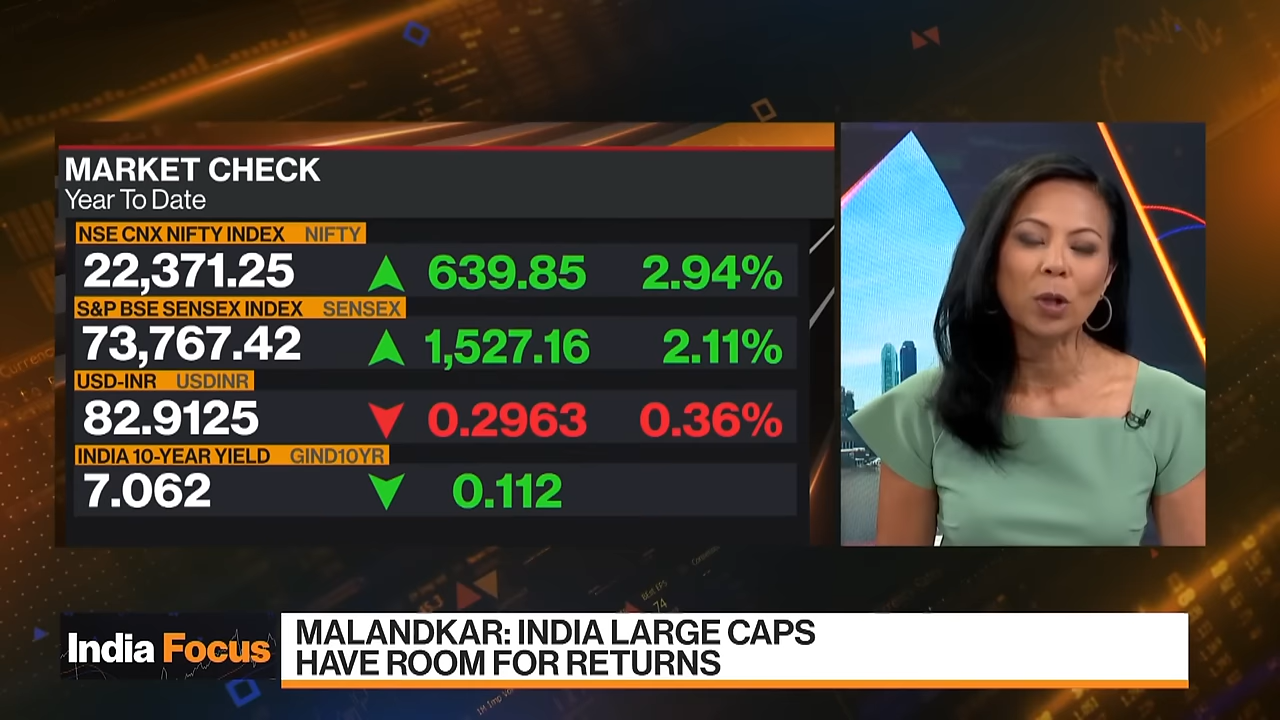 MARKET CHECK
Year To Date
NSE CNX NIFTY INDEX NIFTY
22,371.25 639.85 2.94%
S&P BSE SENSEX INDEX SENSEX
73,767.42 1,527.16 2.11%
USD-INR USDINR
82.9125 0.2963 0.36%
INDIA 10-YEAR YIELD GIND10YR
7.062 0.112
India Focus
MALANDKAR: INDIA LARGE CAPS
HAVE ROOM FOR RETURNS